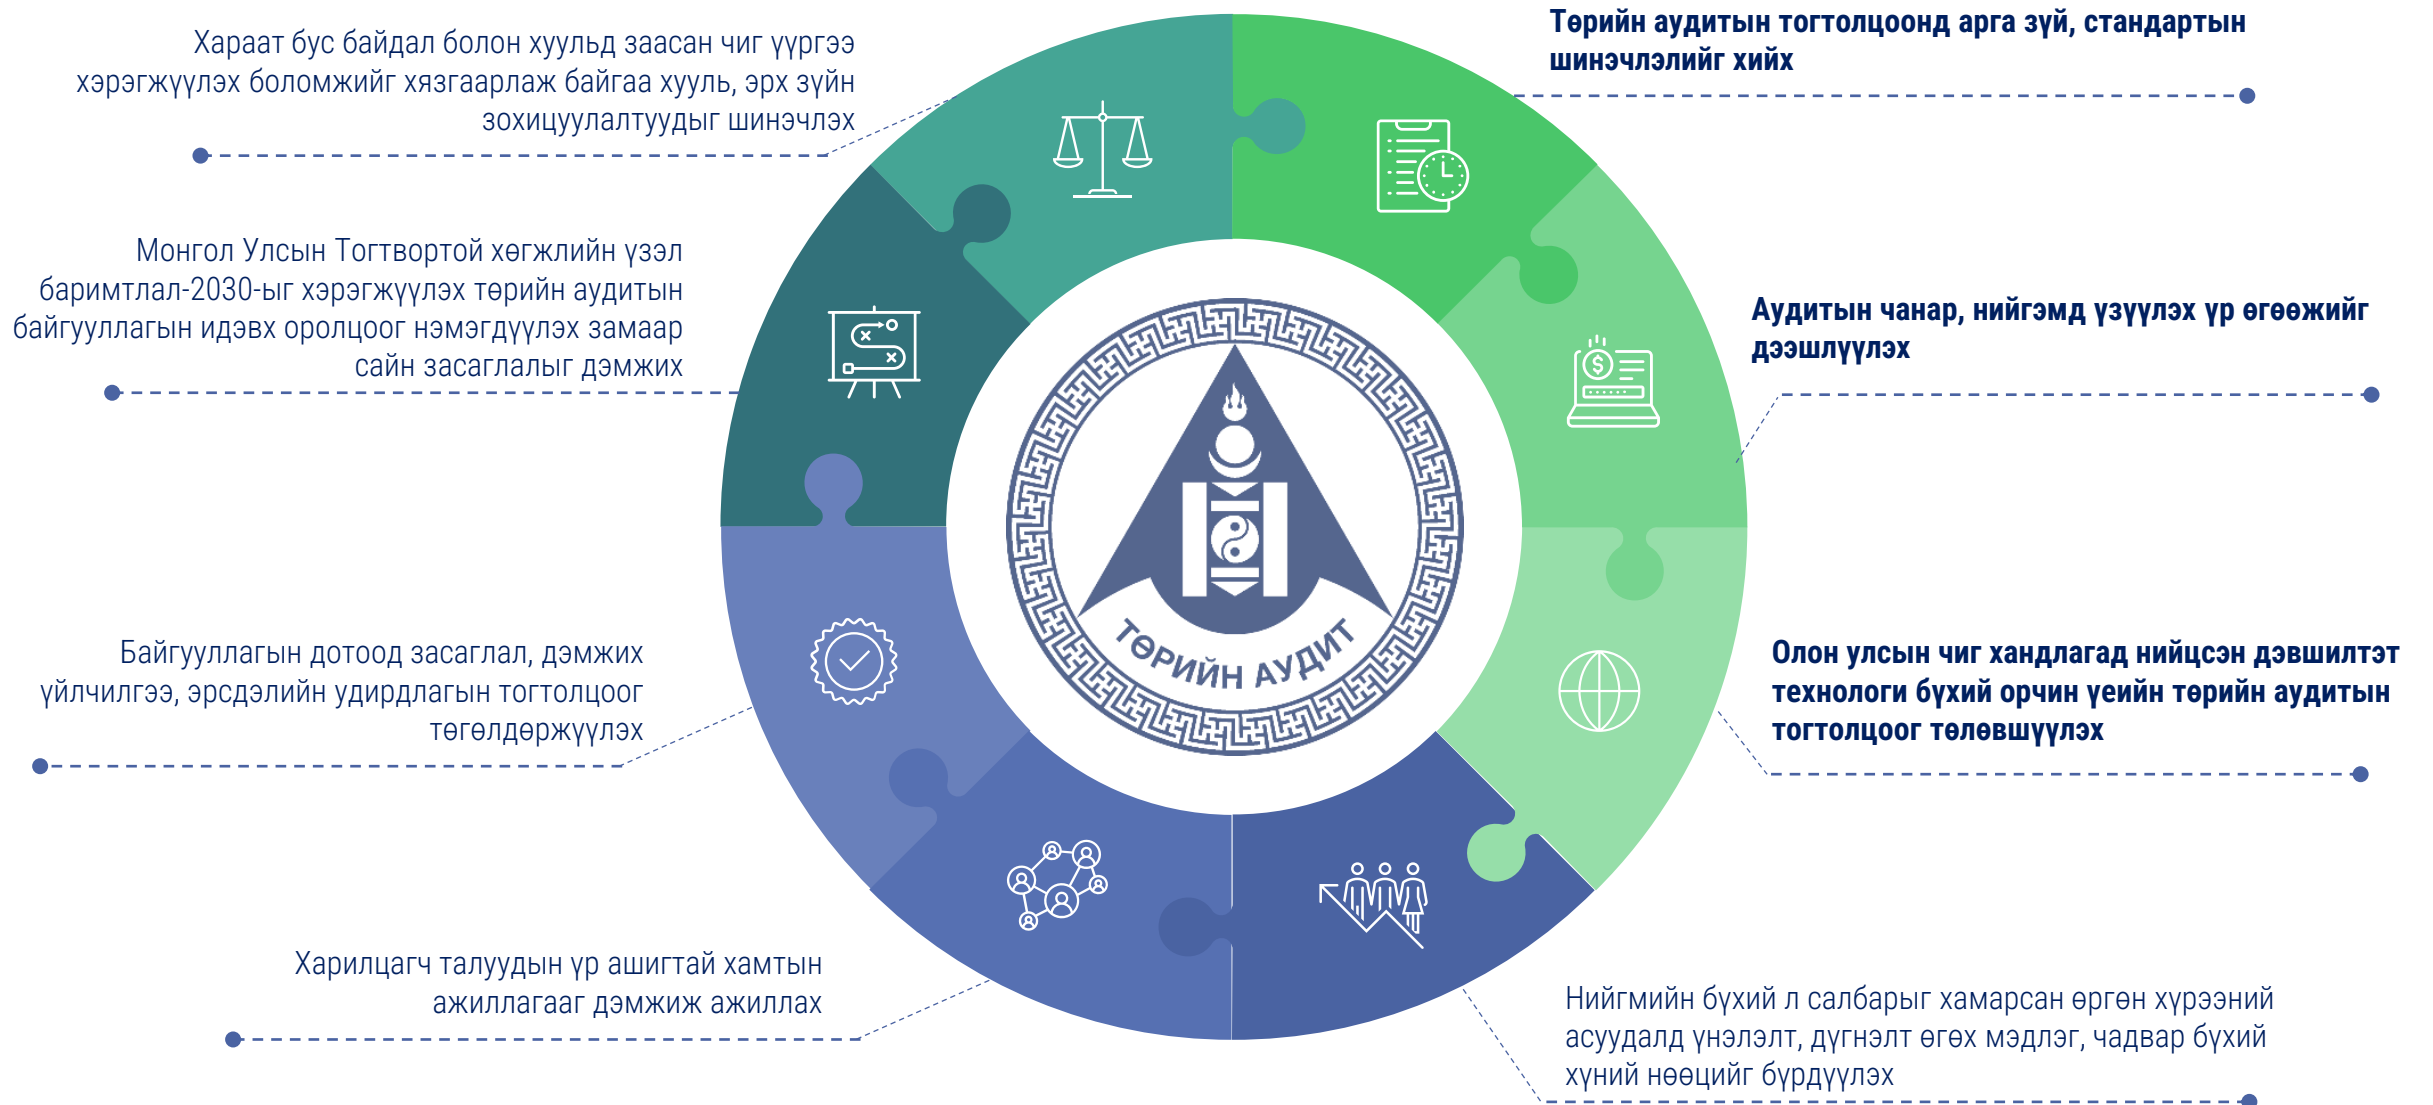 Хараат бус байдал болон хуульд заасан чиг үүргээ
хэрэгжүүлэх боломжийг хязгаарлаж байгаа хууль, эрх зүйн
зохицуулалтуудыг шинэчлэх
Монгол Улсын Тогтвортой хөгжлийн үзэл
баримтлал-2030-ыг хэрэгжүүлэх төрийн аудитын
байгууллагын идэвх оролцоог нэмэгдүүлэх замаар
сайн засаглалыг дэмжих
Байгууллагын дотоод засаглал, дэмжих
үйлчилгээ, эрсдэлийн удирдлагын тогтолцоог
төгөлдөржүүлэх
Харилцагч талуудын үр ашигтай хамтын
ажиллагааг дэмжиж ажиллах
ТӨРИЙН АУДИТ
Төрийн аудитын тогтолцоонд арга зүй, стандартын
шинэчлэлийг хийх
Аудитын чанар, нийгэмд үзүүлэх үр өгөөжийг
дээшлүүлэх
Олон улсын чиг хандлагад нийцсэн дэвшилтэт
технологи бүхий орчин үеийн төрийн аудитын
тогтолцоог төлөвшүүлэх
Нийгмийн бүхий л салбарыг хамарсан өргөн хүрээний
асуудалд үнэлэлт, дүгнэлт өгөх мэдлэг, чадвар бүхий
хүний нөөцийг бүрдүүлэх